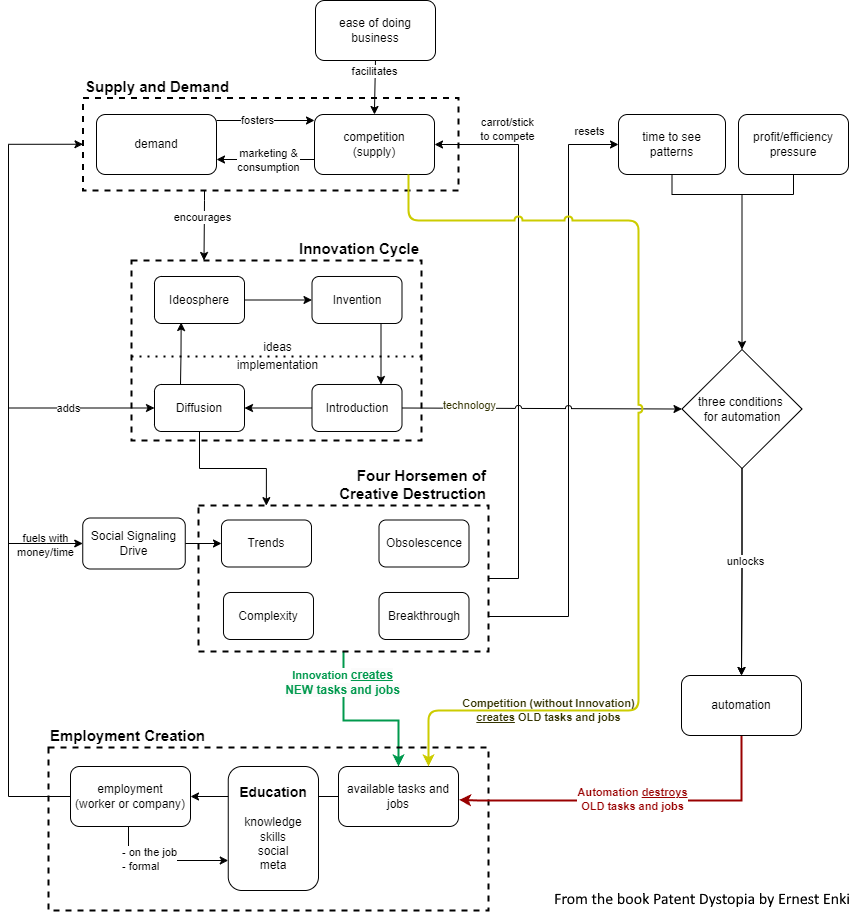 ease of doing
business
facilitates
Supply and Demand
demand
fosters
marketing &
consumption
competition
(supply)
carrot/stick
to compete
resets
time to see
patterns
profit/efficiency
pressure
encourages
Innovation Cycle
Ideosphere
Invention
ideas
implementation
adds
Diffusion
Introduction
technology
three conditions
for automation
Four Horsemen of
Creative Destruction
fuels with
money/time
Social Signaling
Drive
Trends
Obsolescence
Complexity
Breakthrough
unlocks
Innovation creates
NEW tasks and jobs
Competition (without Innovation)
creates OLD tasks and jobs
automation
Employment Creation
employment
(worker or company)
- on the job
- formal
Education
knowledge
skills
social
meta
available tasks and
jobs
Automation destroys
OLD tasks and jobs
From the book Patent Dystopia by Ernest Enki